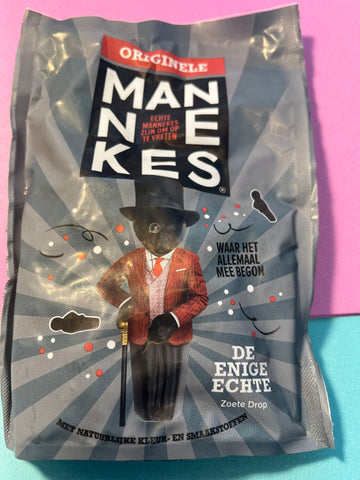 ORIGINELE
MAN
NE
KES®
ECHTE
MANNEKES
ZIJN OM OP
TE VRETEN
WAAR HET
ALLEMAAL
MEE BEGON
DE
ENIGE
ECHTE
Zoete Drop
MET NATUURLIJKE KLEUR- EN SMAAKSTOFFEN